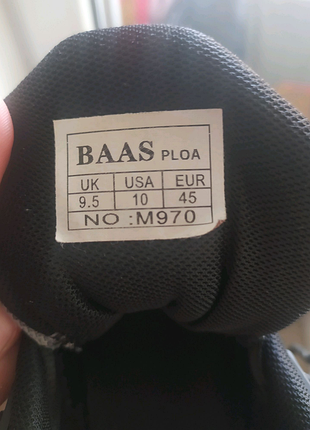 BAAS PLOA
UK USA EUR
9.5 10 45
NO :M970